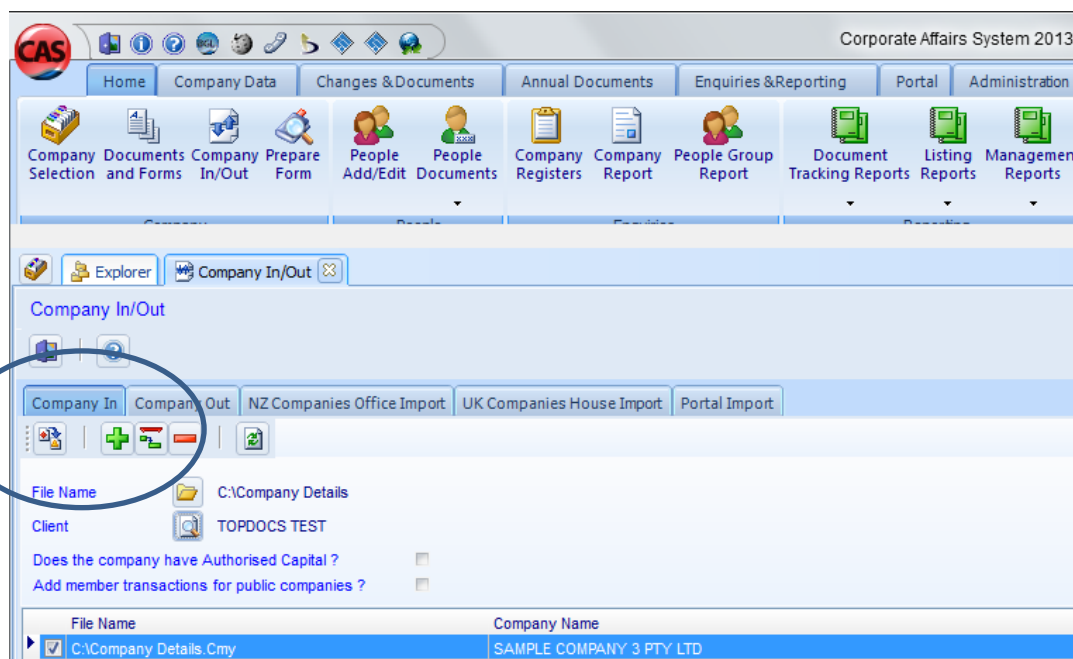 CAS
BGL
Corporate Affairs System 2013
Home Company Data Changes & Documents Annual Documents Enquiries & Reporting Portal Administration
Company Documents Company Prepare People People Company Company People Group Document Listing Managemen
Selection and Forms In/Out Form Add/Edit Documents Registers Report Report Tracking Reports Reports Reports
Company People Enquiries Reporting
Explorer Company In/Out
Company In/Out
Company In Company Out NZ Companies Office Import UK Companies House Import Portal Import
File Name C:\Company Details
Client TOPDOCS TEST
Does the company have Authorised Capital ?
Add member transactions for public companies ?
File Name Company Name
C:\Company Details.Cmy SAMPLE COMPANY 3 PTY LTD